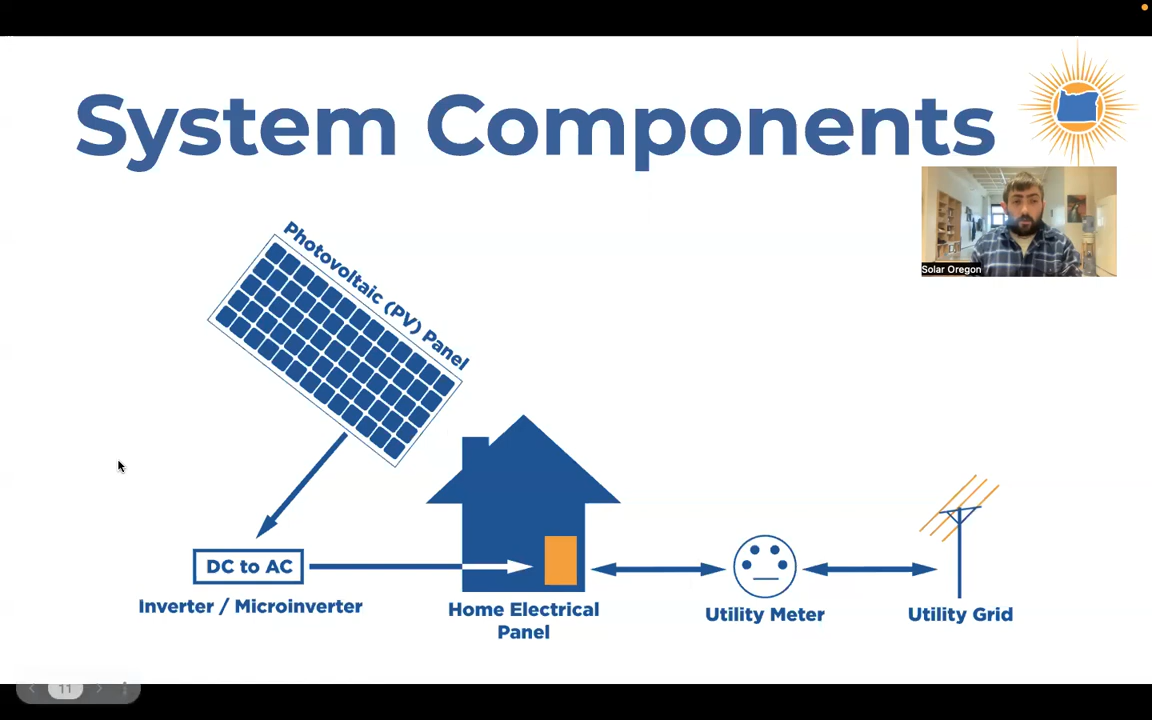 System Components
Solar Oregon
Photovoltaic (PV) Panel
DC to AC
Inverter / Microinverter
Home Electrical
Panel
Utility Meter
Utility Grid
11